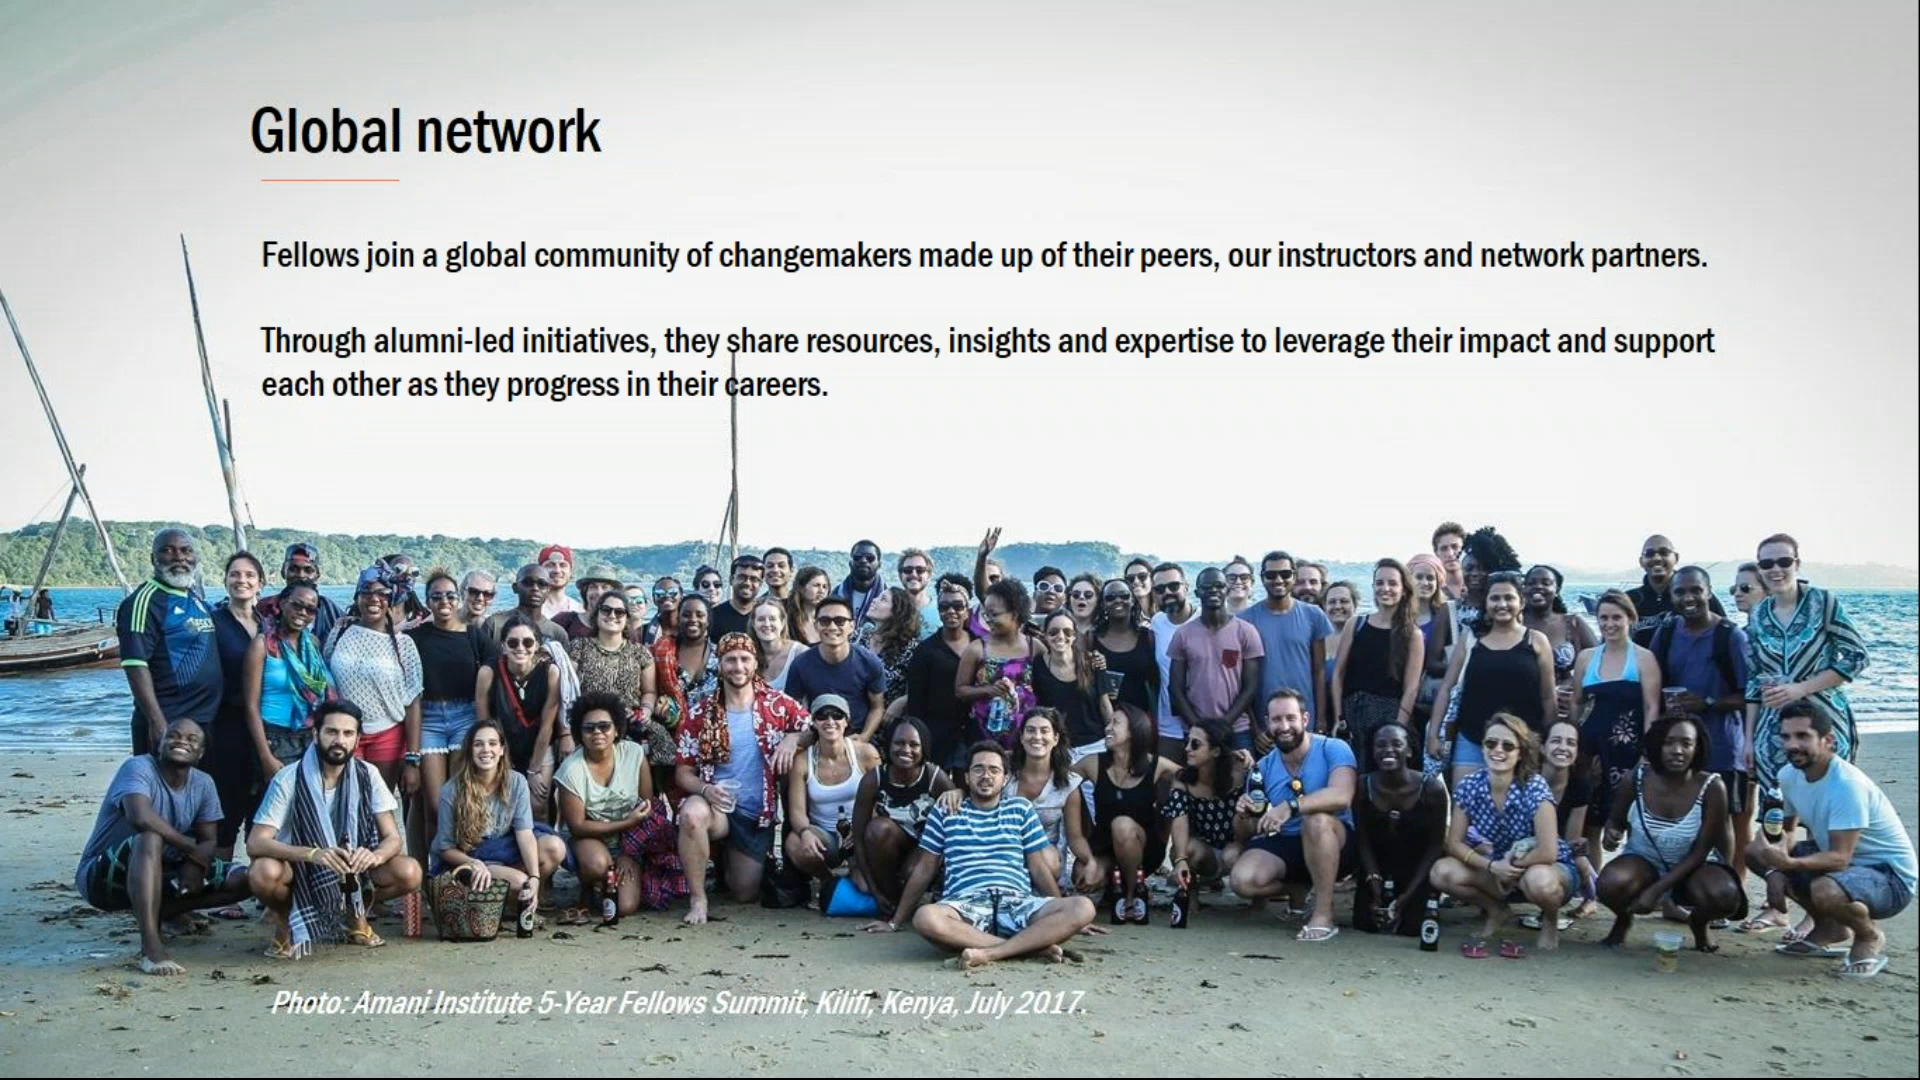 Global network
Fellows join a global community of changemakers made up of their peers, our instructors and network partners.
Through alumni-led initiatives, they share resources, insights and expertise to leverage their impact and support
each other as they progress in their careers.
Photo: Amani Institute 5-Year Fellows Summit, Kilifi, Kenya, July 2017.